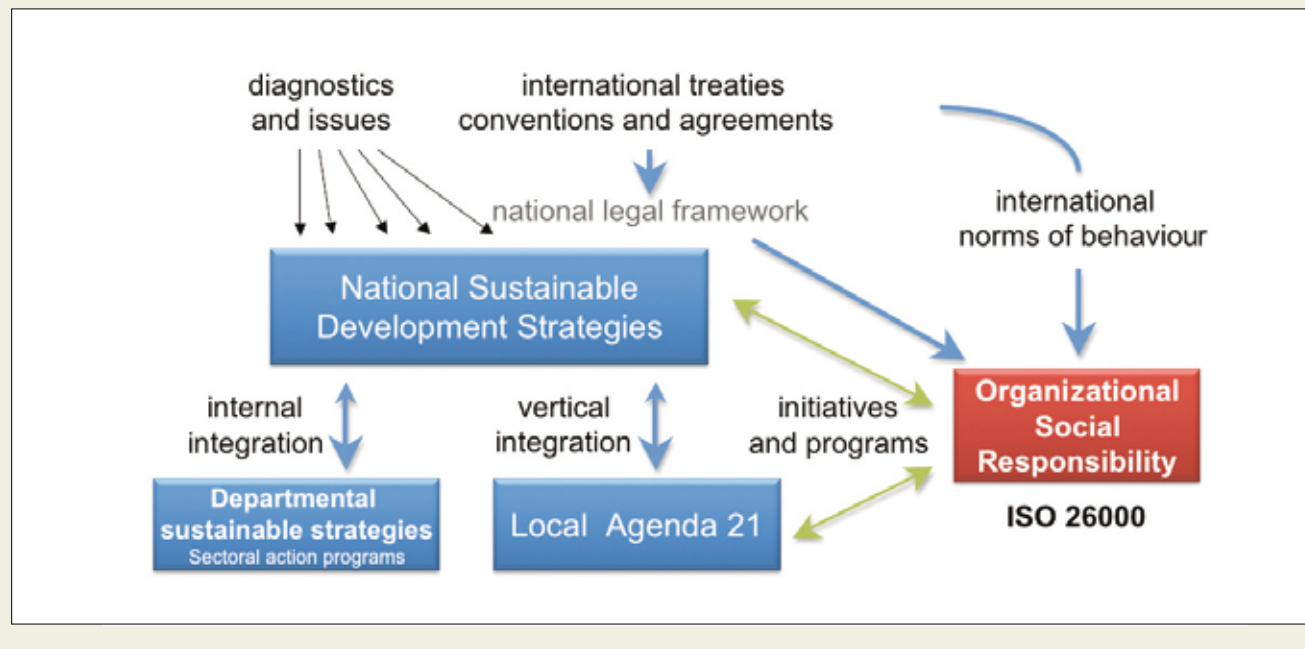 diagnostics
and issues
international treaties
conventions and agreements
national legal framework
international
norms of behaviour
National Sustainable
Development Strategies
internal
integration
vertical
integration
initiatives
and programs
Organizational
Social
Responsibility
ISO 26000
Departmental
sustainable strategies
Sectoral action programs
Local Agenda 21